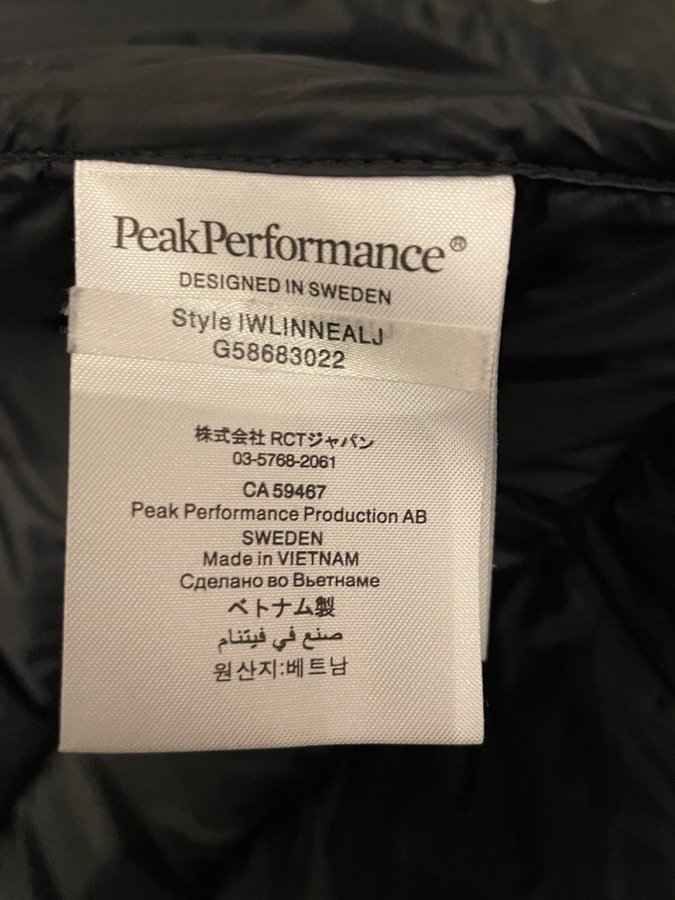 PeakPerformance®
DESIGNED IN SWEDEN
Style IWLINNEALJ
G58683022
株式会社 RCTジャパン
03-5768-2061
CA 59467
Peak Performance Production AB
SWEDEN
Made in VIETNAM
Сделано во Вьетнаме
ベトナム製
صنع في فيتنام
원산지:베트남